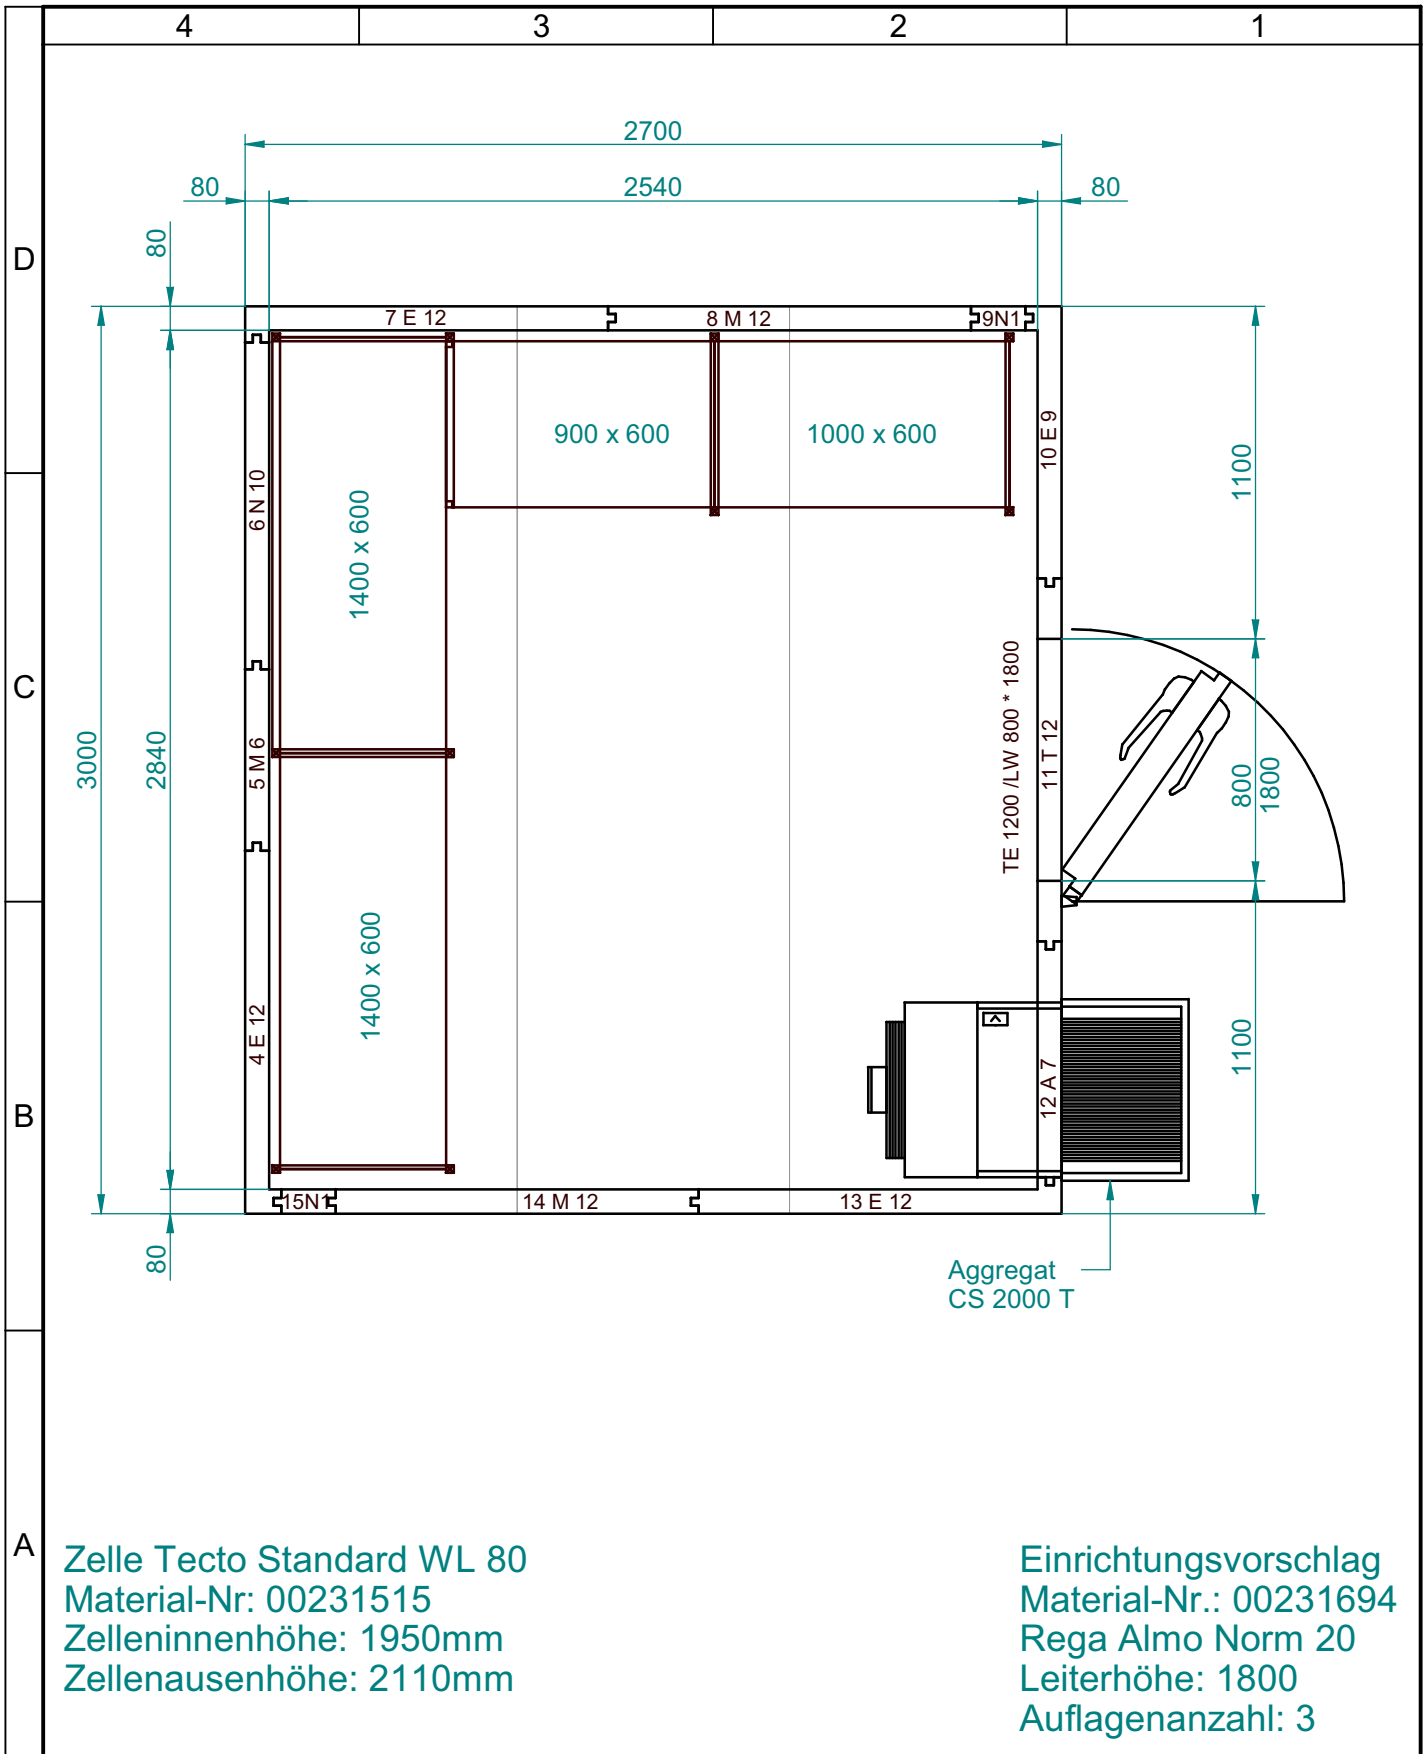 4 3 2 1
2700
80 2540 80
80
D
7 E 12 8 M 12 9N1
900 x 600 1000 x 600
10 E 9
1100
6 N 10
1400 x 600
C
3000
2840
5 M 6
TE 1200 /LW 800 * 1800
11 T 12
800
1800
1400 x 600
4 E 12
12 A 7
1100
B
15N1 14 M 12 13 E 12
80
Aggregat
CS 2000 T
A
Zelle Tecto Standard WL 80
Material-Nr: 00231515
Zelleninnenhöhe: 1950mm
Zellenausenhöhe: 2110mm
Einrichtungsvorschlag
Material-Nr.: 00231694
Rega Almo Norm 20
Leiterhöhe: 1800
Auflagenanzahl: 3